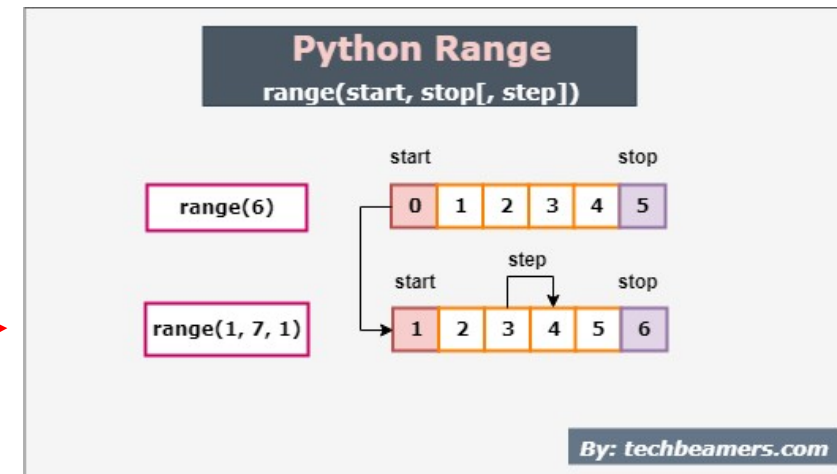 Python Range
range(start, stop[, step])
start stop
range(6) 0 1 2 3 4 5
step
start stop
range(1, 7, 1) 1 2 3 4 5 6
By: techbeamers.com